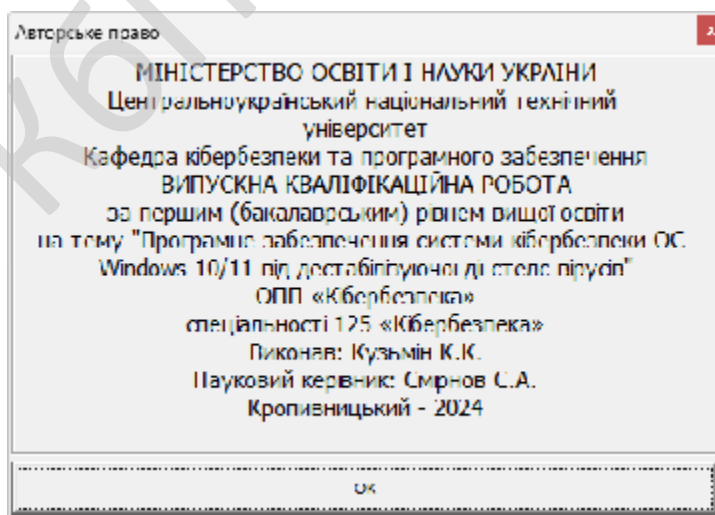 Авторське право
МІНІСТЕРСТВО ОСВІТИ І НАУКИ УКРАЇНИ
Центральноукраїнський національний технічний
університет
Кафедра кібербезпеки та програмного забезпечення
ВИПУСКНА КВАЛІФІКАЦІЙНА РОБОТА
за першим (бакалаврським) рівнем вищої освіти
на тему "Програмне забезпечення системи кібербезпеки ОС
Windows 10/11 від дестабілізуючої дії стелс вірусів"
ОПП «Кібербезпека»
спеціальності 125 «Кібербезпека»
Виконав: Кузьмін К.К.
Науковий керівник: Смірнов С.А.
Кропивницький - 2024
OK